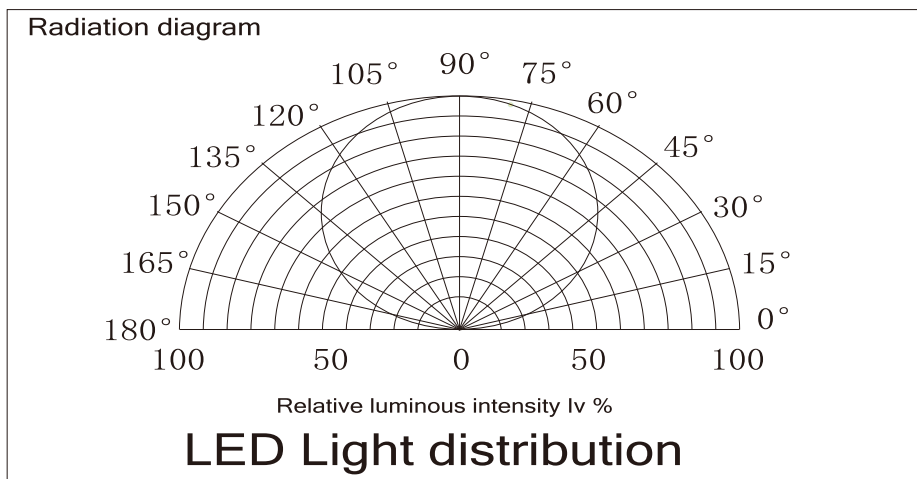 Radiation diagram
90°
105° 75°
120° 60°
135° 45°
150° 30°
165° 15°
180° 0°
100 50 0 50 100
Relative luminous intensity Iv %
LED Light distribution